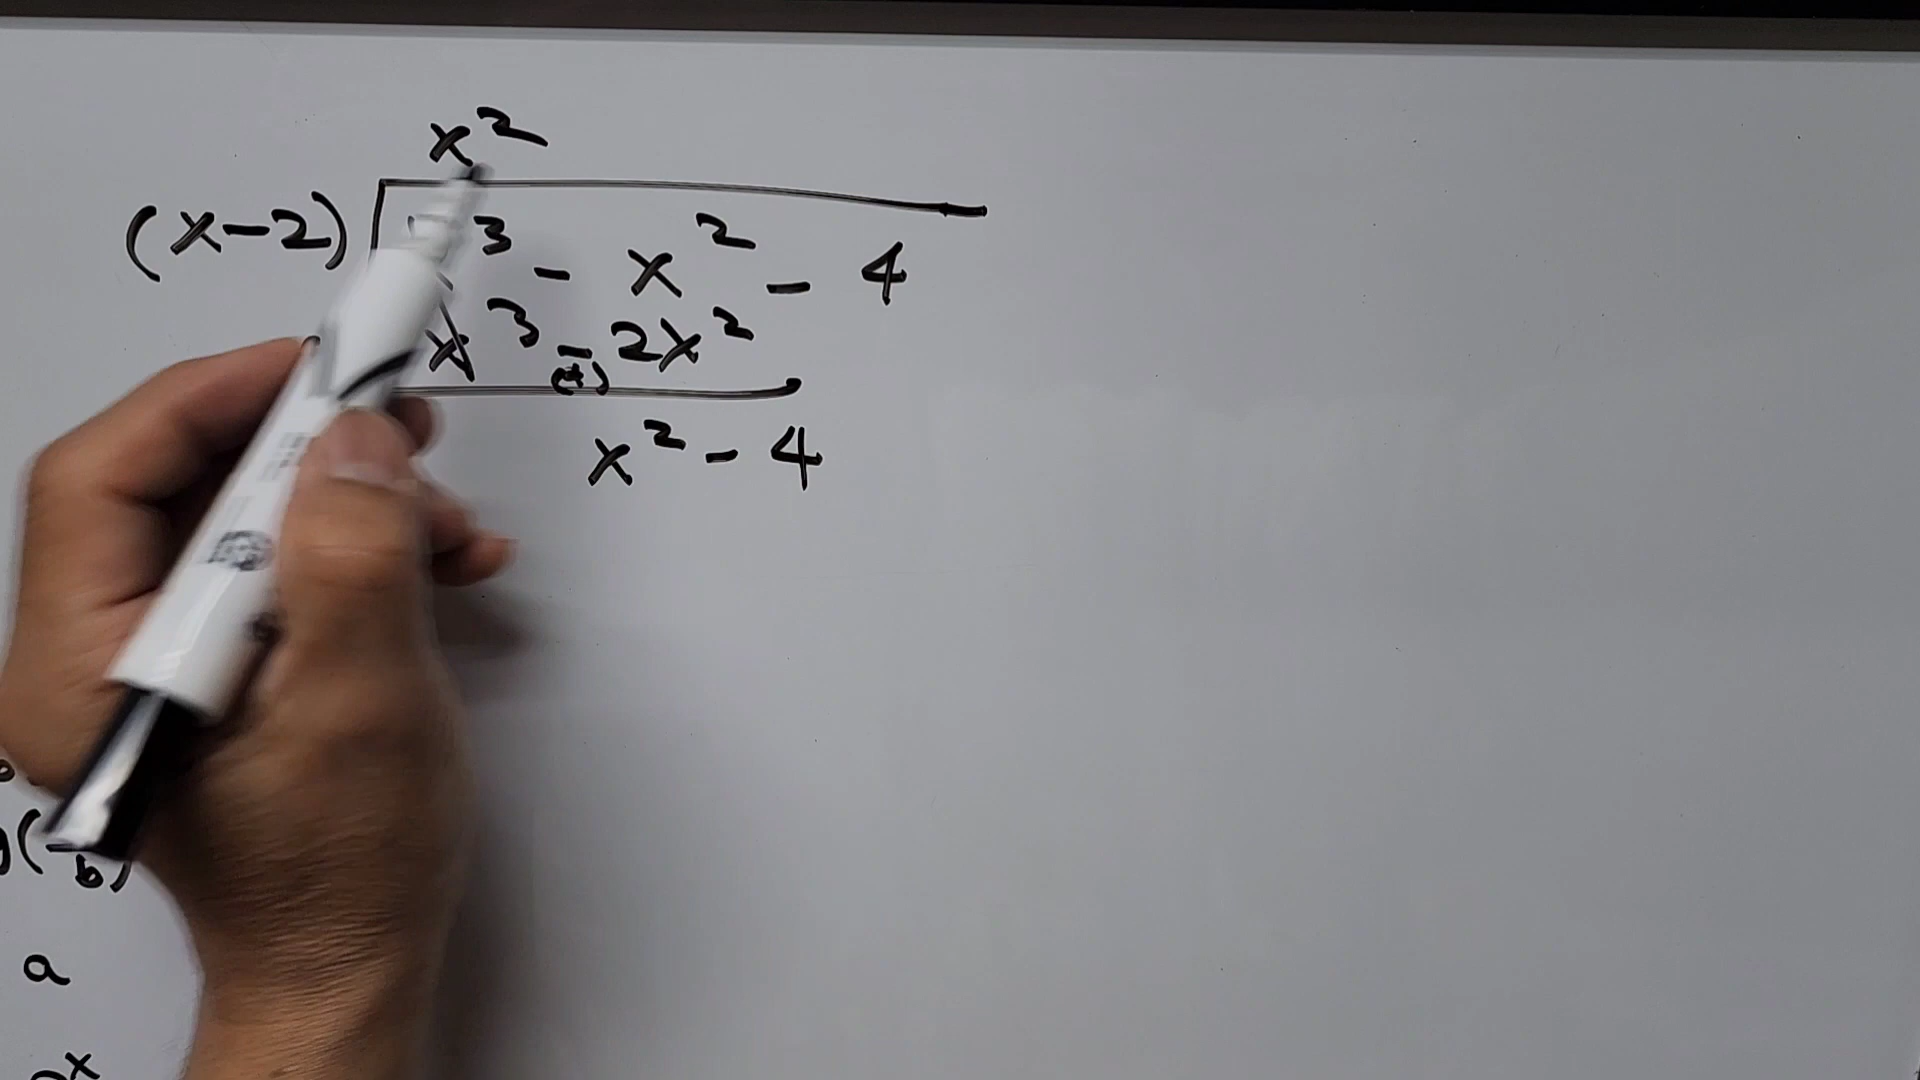 x²
(x-2) x³ - x² - 4
x³ - 2x²
(+)
x² - 4
b
a
x